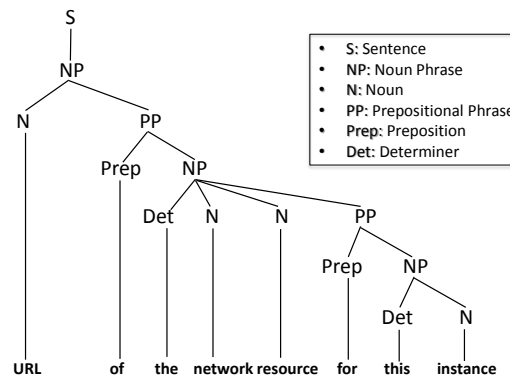 S
NP
N PP
Prep NP
Det N N PP
Prep NP
Det N
URL of the network resource for this instance
• S: Sentence
• NP: Noun Phrase
• N: Noun
• PP: Prepositional Phrase
• Prep: Preposition
• Det: Determiner